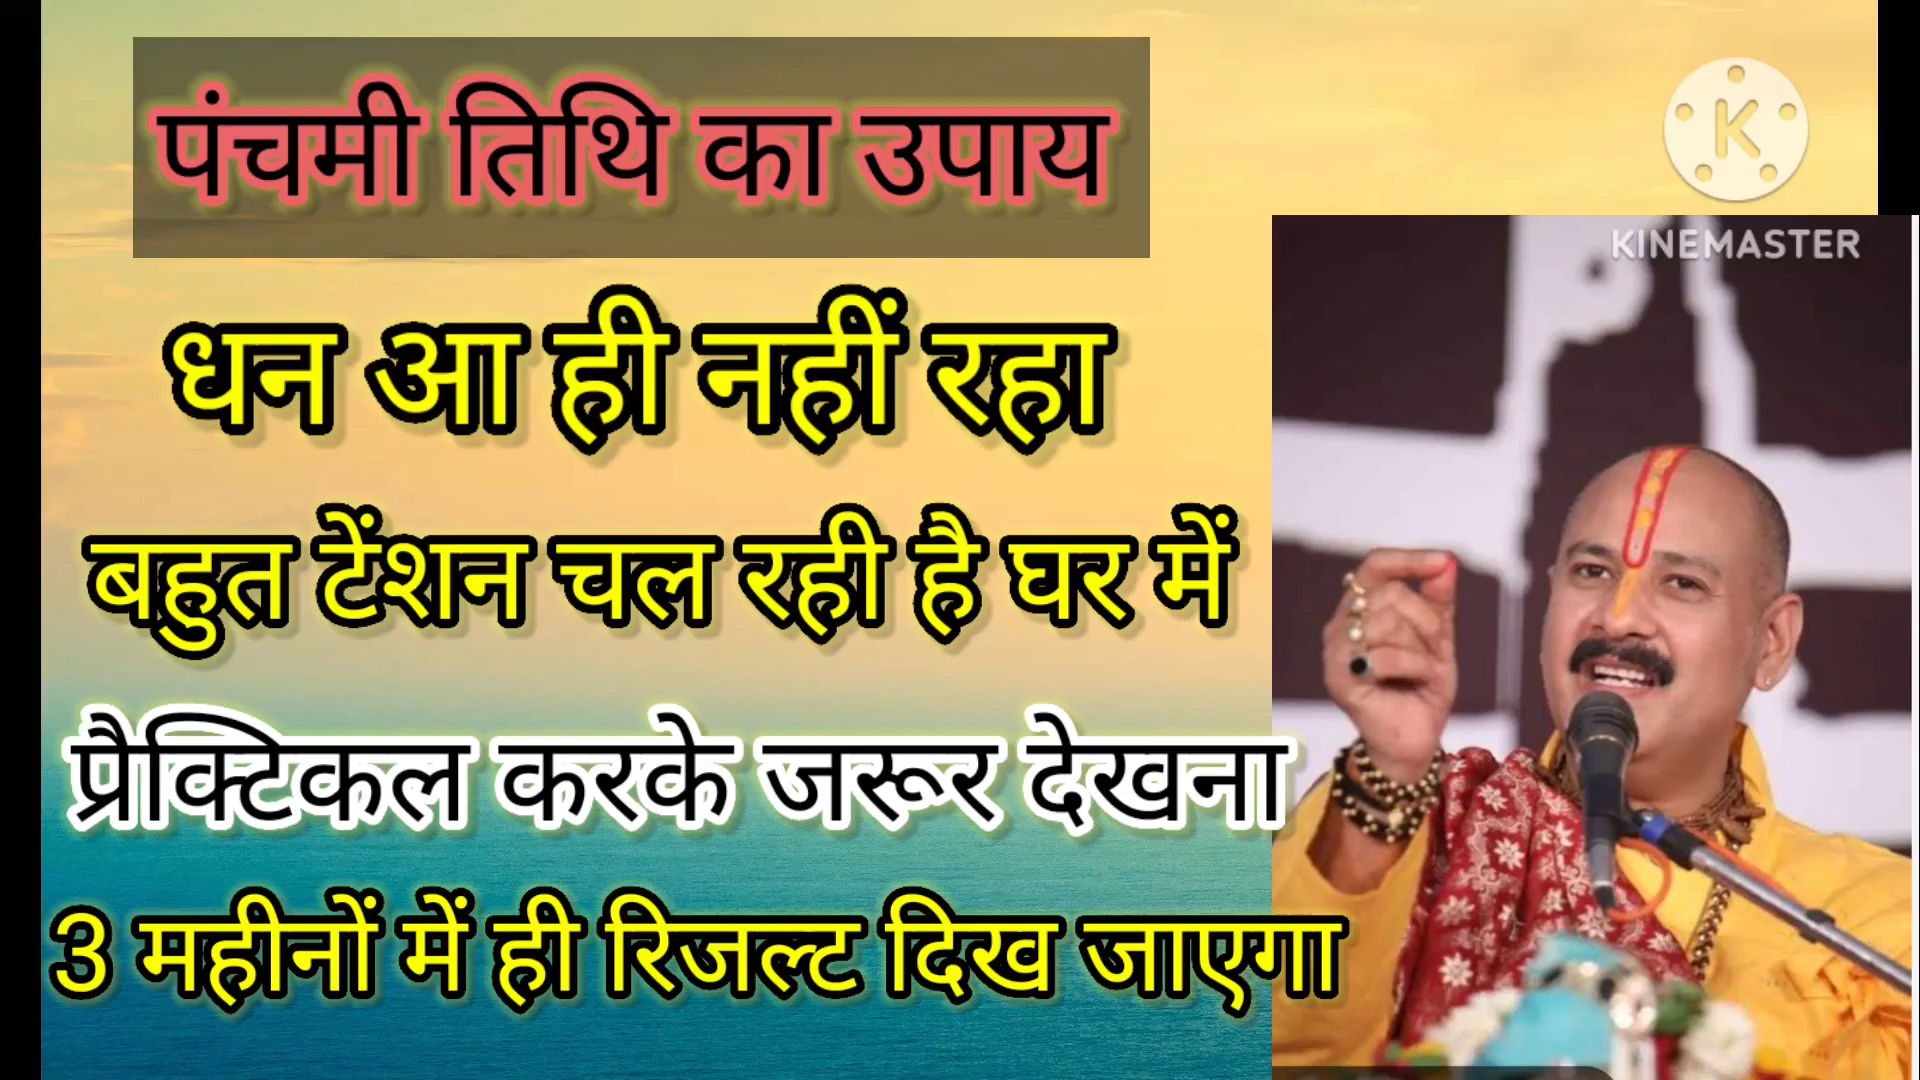 पंचमी तिथि का उपाय
K
KINEMASTER
धन आ ही नहीं रहा
बहुत टेंशन चल रही है घर में
प्रैक्टिकल करके जरूर देखना
3 महीनों में ही रिजल्ट दिख जाएगा